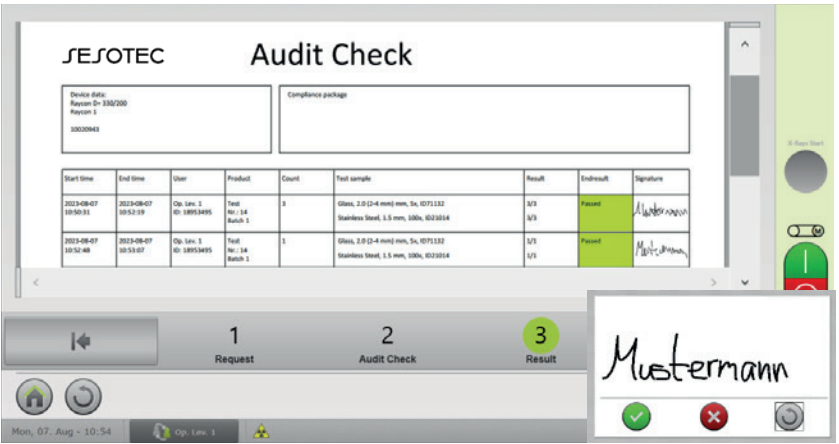 SESOTEC Audit Check
Device data:
Raycon D+ 330/200
Raycon 1
10020943
Compliance package
Start time End time User Product Count Test sample Result Endresult Signature
2023-08-07 2023-08-07 Op. Lev. 1 Test 3 Glass, 2.0 (2-4 mm) mm, 5x, ID71132 3/3 Passed Mustermann
10:50:31 10:52:19 ID: 18953495 Nr.: 14 Stainless Steel, 1.5 mm, 100x, ID21014 3/3
Batch 1
2023-08-07 2023-08-07 Op. Lev. 1 Test 1 Glass, 2.0 (2-4 mm) mm, 5x, ID71132 1/1 Passed Mustermann
10:52:48 10:53:07 ID: 18953495 Nr.: 14 Stainless Steel, 1.5 mm, 100x, ID21014 1/1
Batch 1
X-Rays Start
M
1 2 3
Request Audit Check Result
Mustermann
Mon, 07. Aug - 10:54 Op. Lev. 1